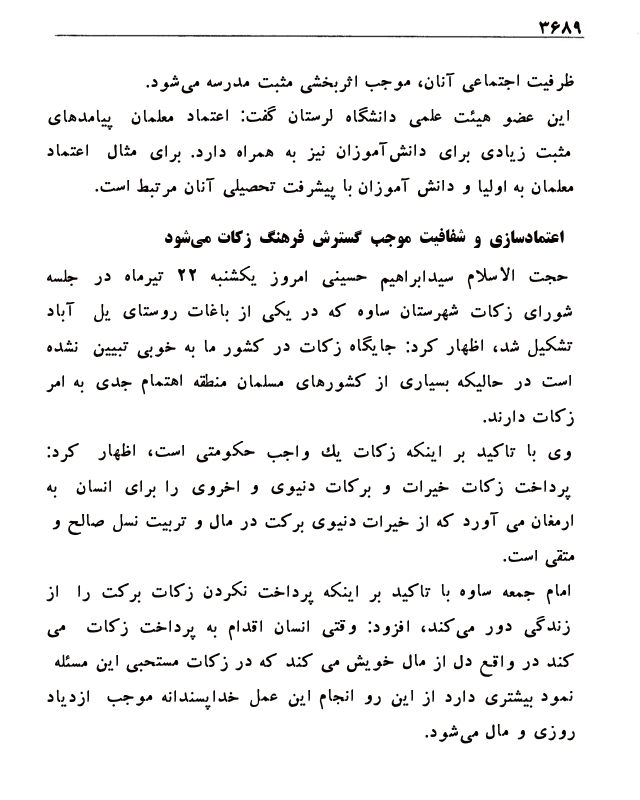 ۳۶۸۹
ظرفیت اجتماعی آنان، موجب اثربخشی مثبت مدرسه می‌شود.
این عضو هیئت علمی دانشگاه لرستان گفت: اعتماد معلمان پیامدهای
مثبت زیادی برای دانش‌آموزان نیز به همراه دارد. برای مثال اعتماد
معلمان به اولیا و دانش آموزان با پیشرفت تحصیلی آنان مرتبط است.
اعتمادسازی و شفافیت موجب گسترش فرهنگ زکات می‌شود
حجت الاسلام سیدابراهیم حسینی امروز یکشنبه ۲۲ تیرماه در جلسه
شورای زکات شهرستان ساوه که در یکی از باغات روستای یل آباد
تشکیل شد، اظهار کرد: جایگاه زکات در کشور ما به خوبی تبیین نشده
است در حالیکه بسیاری از کشورهای مسلمان منطقه اهتمام جدی به امر
زکات دارند.
وی با تاکید بر اینکه زکات یك واجب حکومتی است، اظهار کرد:
پرداخت زکات خیرات و برکات دنیوی و اخروی را برای انسان به
ارمغان می آورد که از خیرات دنیوی برکت در مال و تربیت نسل صالح و
متقی است.
امام جمعه ساوه با تاکید بر اینکه پرداخت نکردن زکات برکت را از
زندگی دور می‌کند، افزود: وقتی انسان اقدام به پرداخت زکات می
کند در واقع دل از مال خویش می کند که در زکات مستحبی این مسئله
نمود بیشتری دارد از این رو انجام این عمل خداپسندانه موجب ازدیاد
روزی و مال می‌شود.